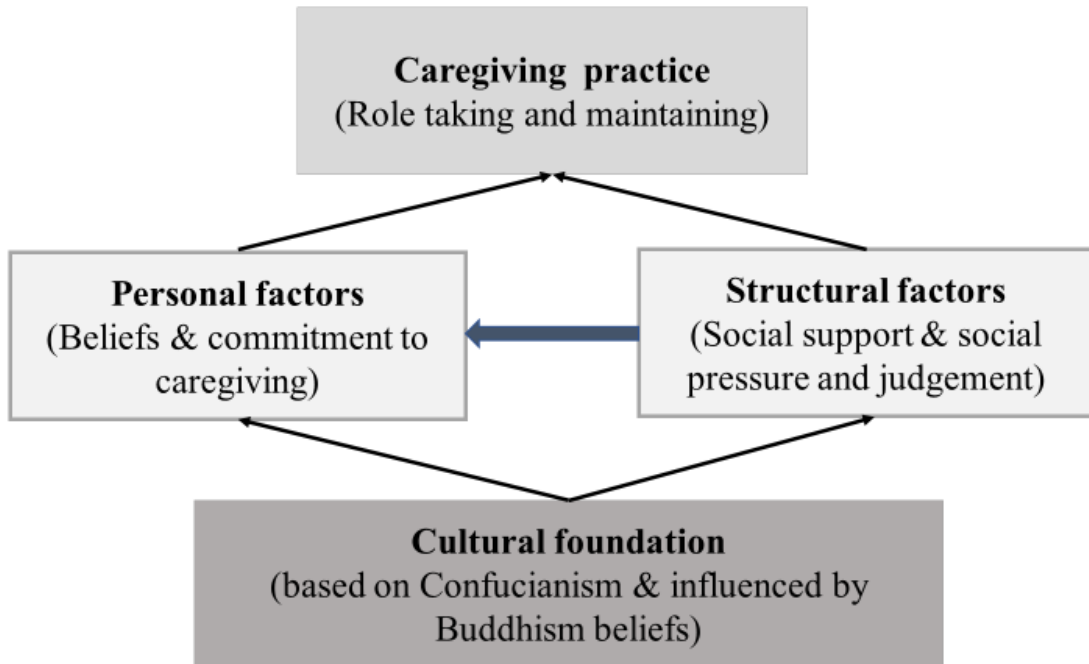 Caregiving practice
(Role taking and maintaining)
Personal factors
(Beliefs & commitment to
caregiving)
Structural factors
(Social support & social
pressure and judgement)
Cultural foundation
(based on Confucianism & influenced by
Buddhism beliefs)